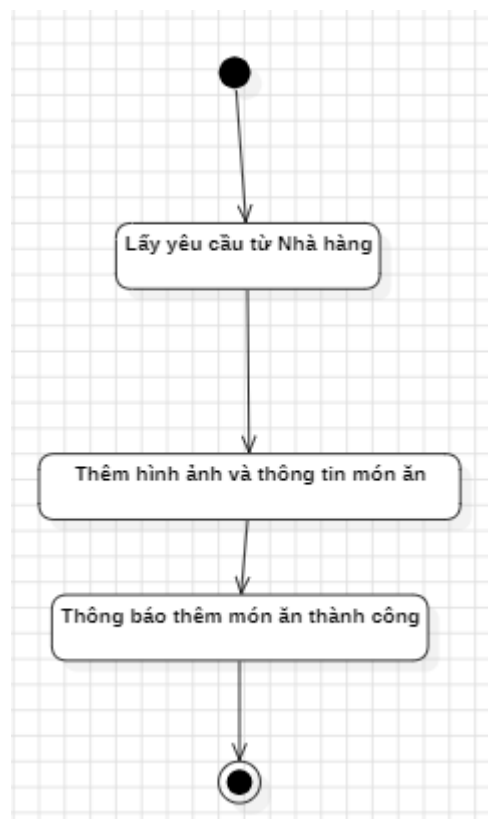 Lấy yêu cầu từ Nhà hàng
Thêm hình ảnh và thông tin món ăn
Thông báo thêm món ăn thành công